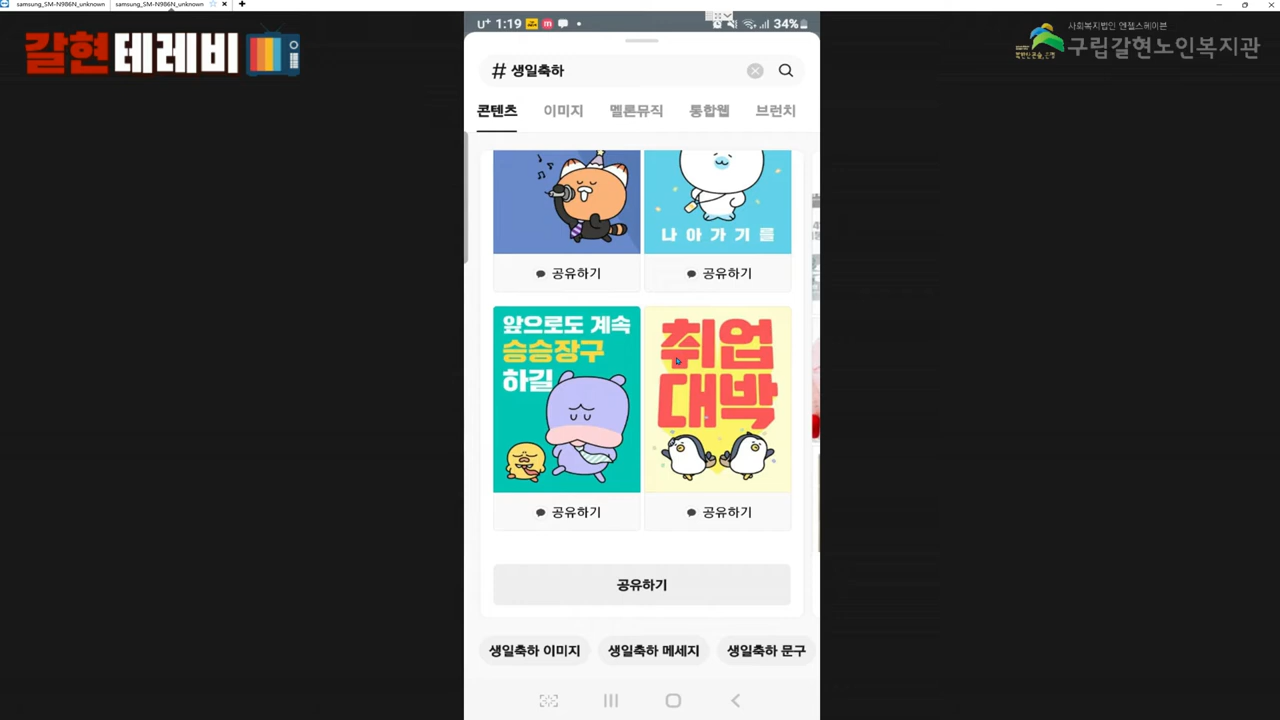 samsung_SM-N986N_unknown
samsung_SM-N986N_unknown
갈현테레비
사회복지법인 엔젤스헤이븐
구립갈현노인복지관
U+ 1:19
34%
# 생일축하
콘텐츠 이미지 멜론뮤직 통합웹 브런치
나아가기를
공유하기 공유하기
앞으로도 계속
승승장구
하길
취업
대박
공유하기 공유하기
공유하기
생일축하 이미지 생일축하 메세지 생일축하 문구